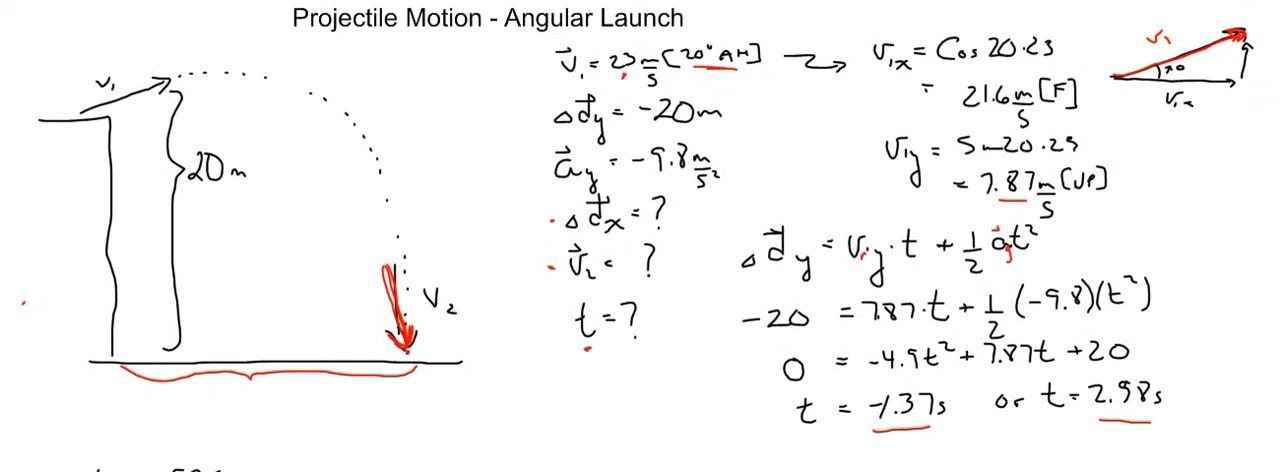 Projectile Motion - Angular Launch
v₁
20m
V₂
v⃗₁ = 23 m/s [20° AH]
Δd⃗y = -20m
a⃗y = -9.8 m/s²
Δd⃗x = ?
v⃗₂ = ?
t = ?
v₁ₓ = Cos 20·23
= 21.6 m/s [F]
v₁y = Sin 20·23
= 7.87 m/s [UP]
v₁
20
v₁ₓ
Δd⃗y = v₁y·t + 1/2 a⃗yt²
-20 = 7.87·t + 1/2 (-9.8)(t²)
0 = -4.9t² + 7.87t + 20
t = -1.37s or t = 2.98s